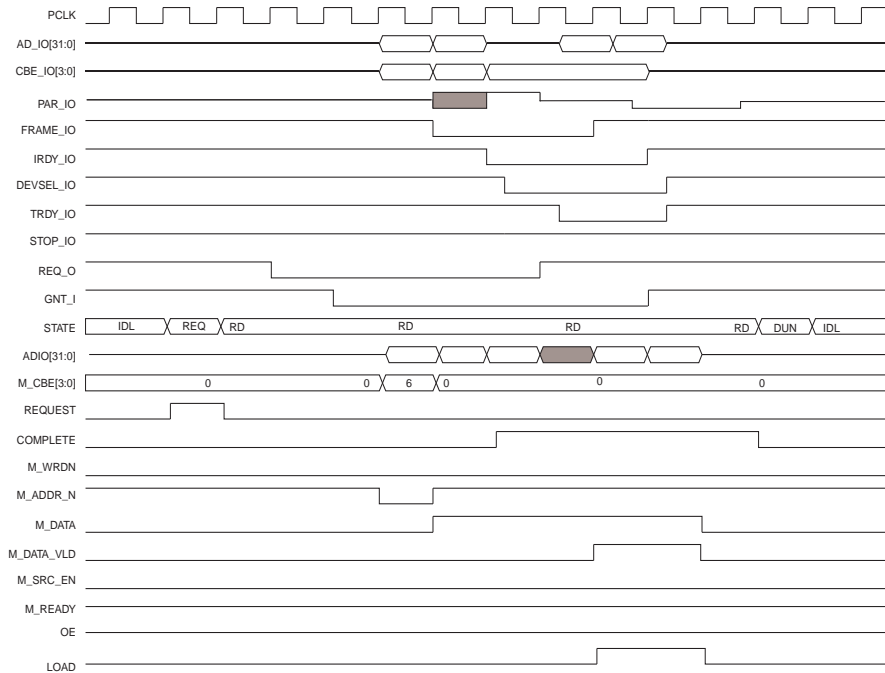 PCLK
AD_IO[31:0]
CBE_IO[3:0]
PAR_IO
FRAME_IO
IRDY_IO
DEVSEL_IO
TRDY_IO
STOP_IO
REQ_O
GNT_I
STATE IDL REQ RD RD RD RD DUN IDL
ADIO[31:0]
M_CBE[3:0] 0 0 6 0 0 0
REQUEST
COMPLETE
M_WRDN
M_ADDR_N
M_DATA
M_DATA_VLD
M_SRC_EN
M_READY
OE
LOAD